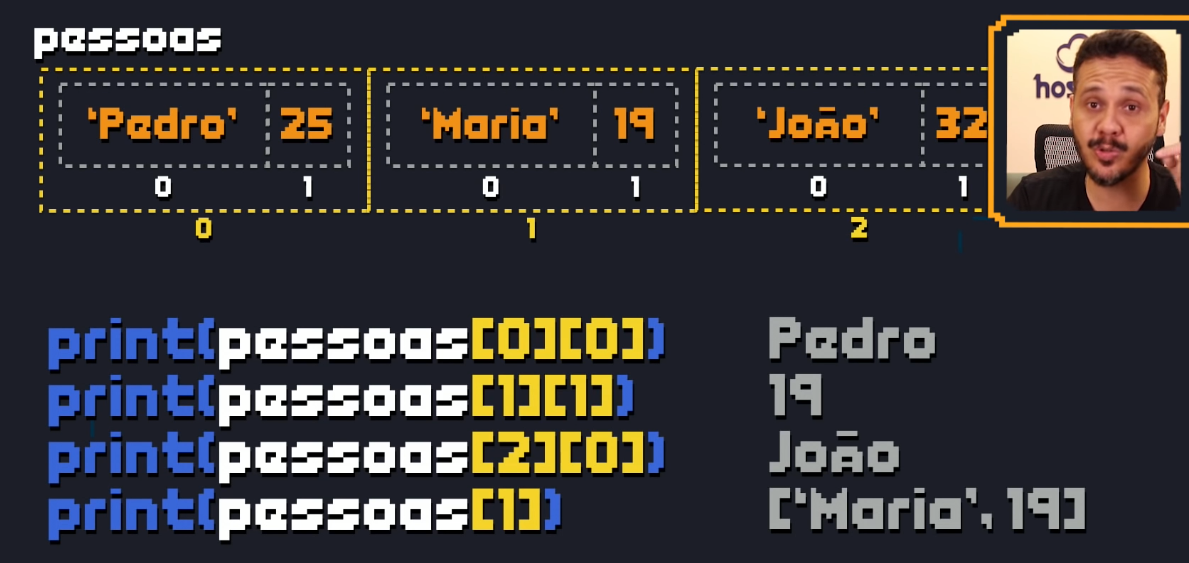 pessoas
'Pedro' 25 'Maria' 19 'João' 32
0 1 0 1 0 1
0 1 2
print(pessoas[0][0]) Pedro
print(pessoas[1][1]) 19
print(pessoas[2][0]) João
print(pessoas[1]) ['Maria', 19]